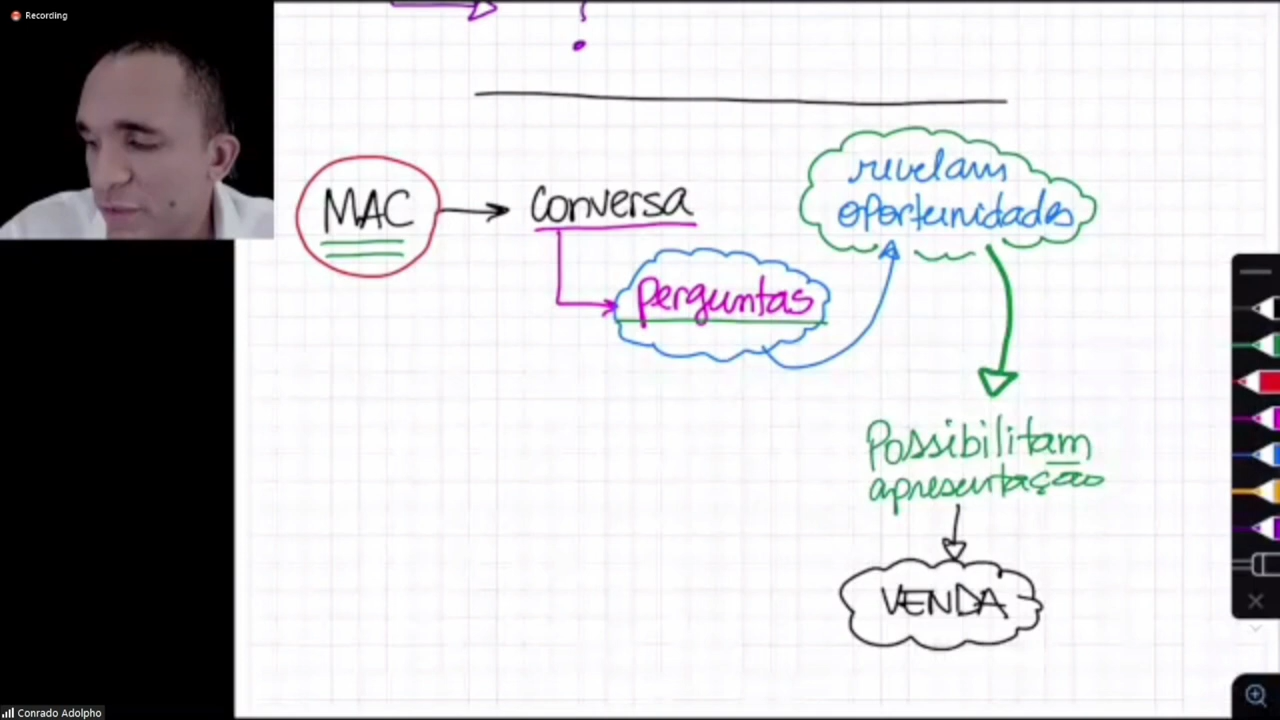 Recording
?
MAC
conversa
revelam
oportunidades
perguntas
Possibilitam
apresentação
VENDA
Conrado Adolpho